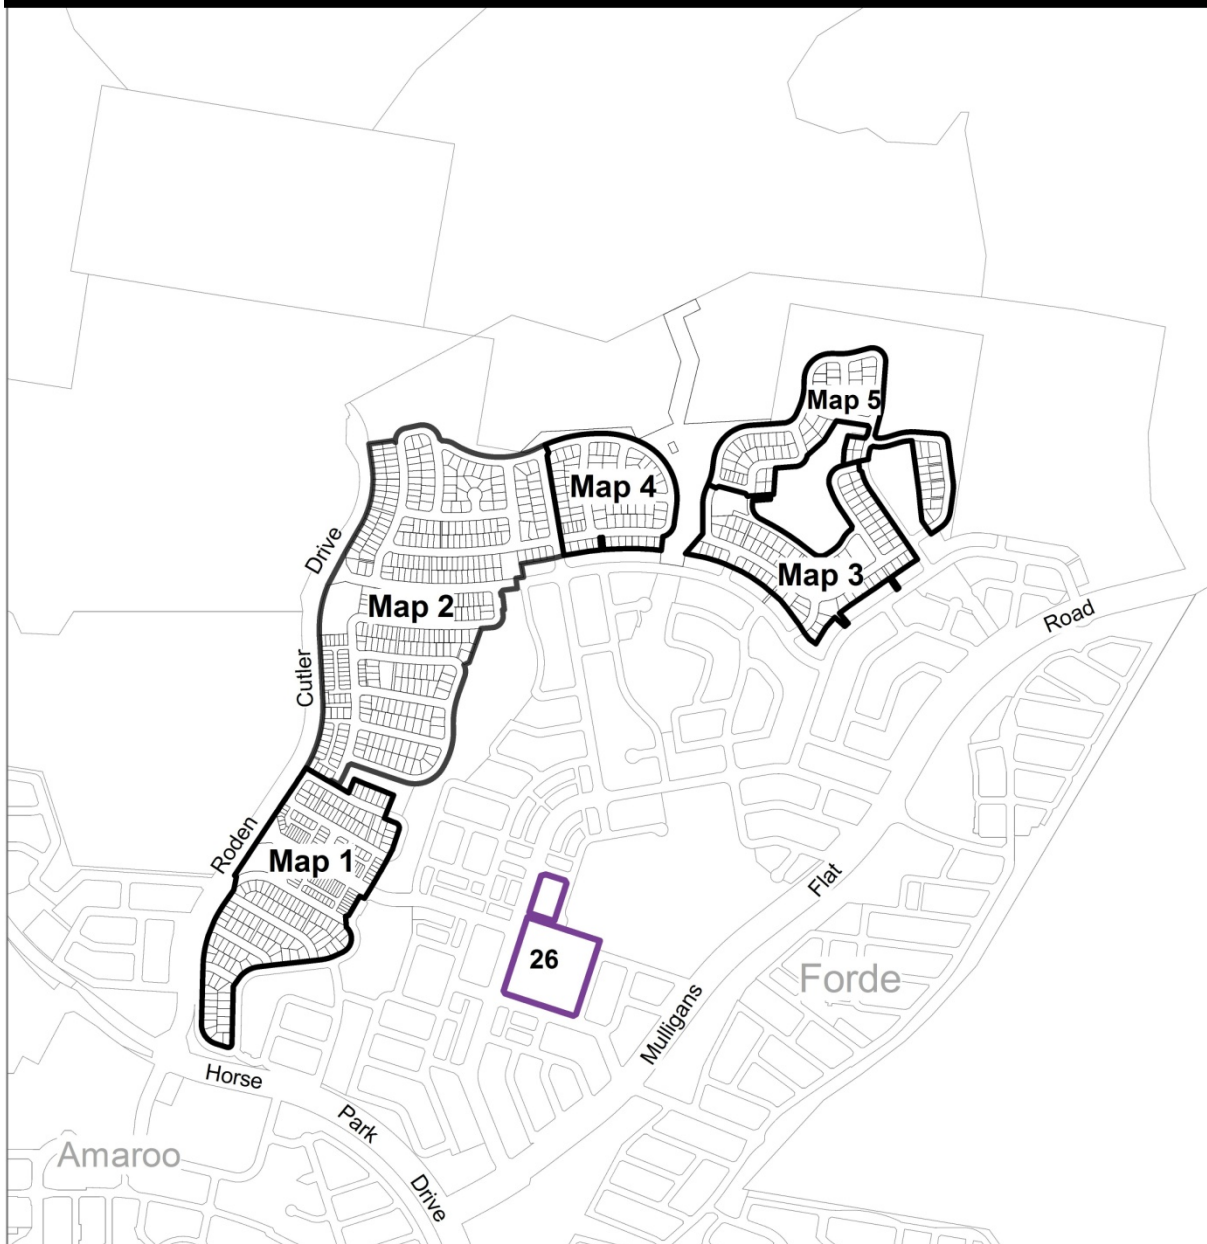 Map 5
Map 4
Drive
Map 3
Map 2
Road
Cutler
Roden
Map 1
Flat
26
Forde
Mulligans
Horse
Park
Amaroo
Drive